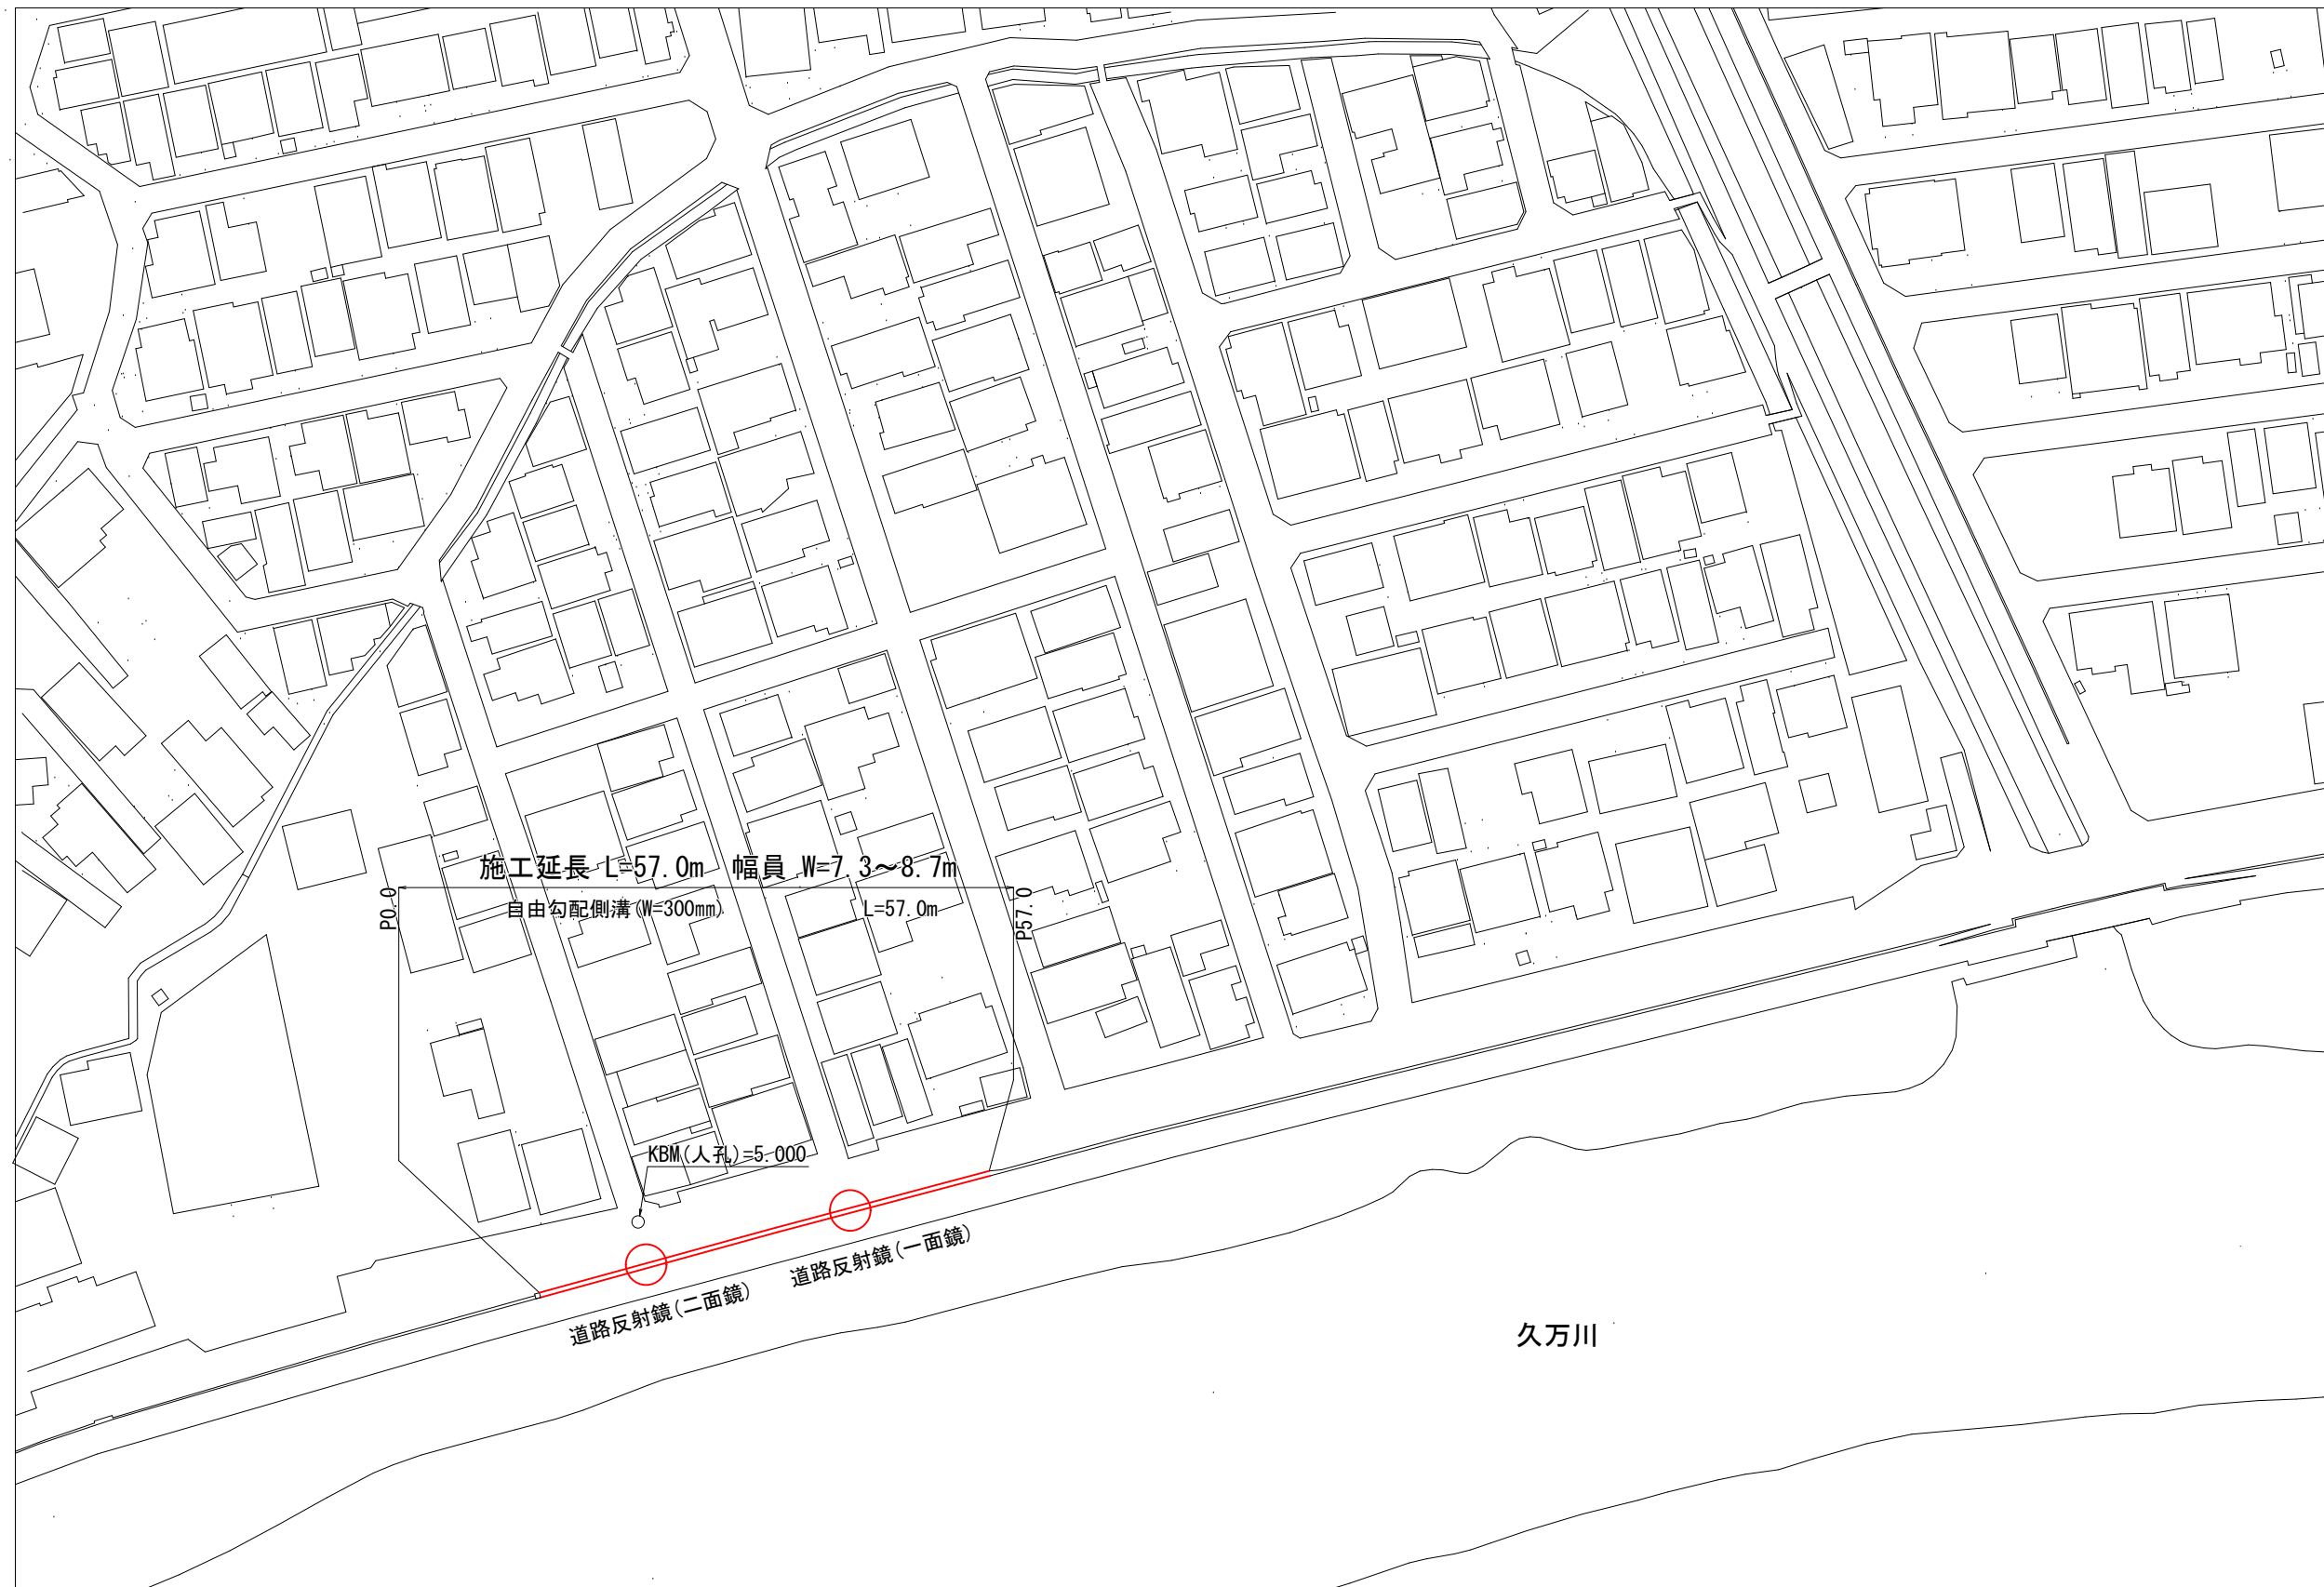 施工延長 L=57.0m　幅員 W=7.3～8.7m
P0.0
自由勾配側溝(W=300mm)
L=57.0m
P57.0
KBM(人孔)=5.000
道路反射鏡(一面鏡)
道路反射鏡(二面鏡)
久万川